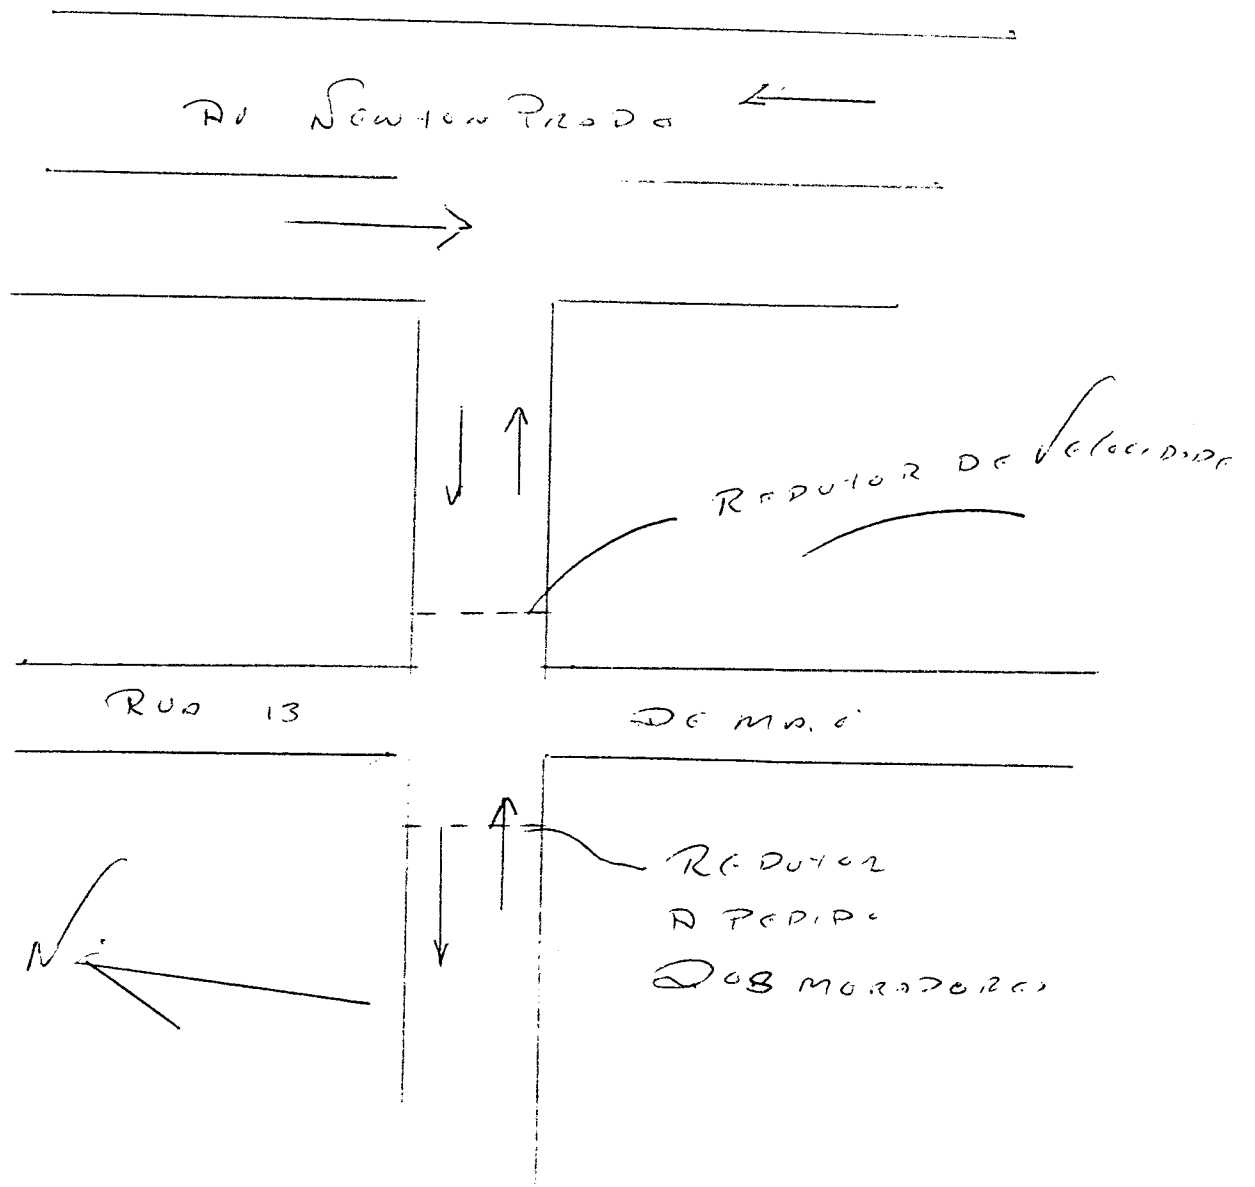 AV NEWTON PRADO
REDUTOR DE VELOCIDADE
RUA 13 DE MAIO
REDUTOR
A PEDIDO
DOS MORADORES